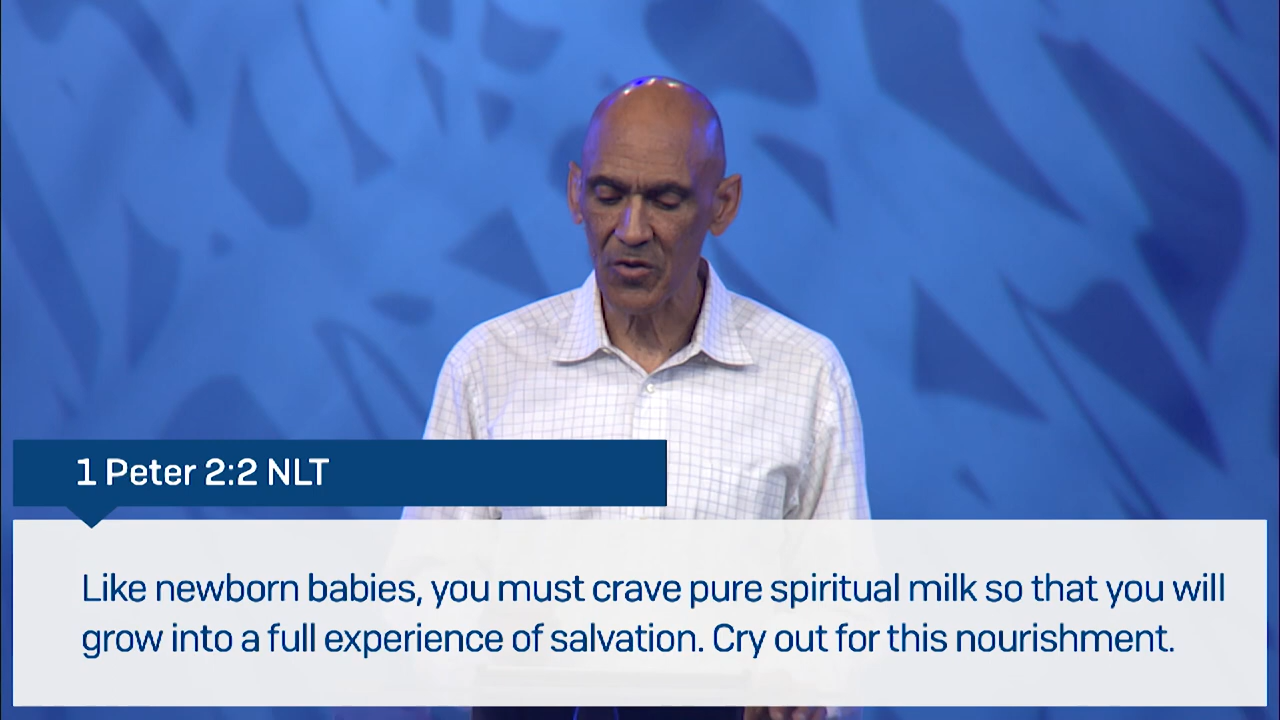 1 Peter 2:2 NLT
Like newborn babies, you must crave pure spiritual milk so that you will
grow into a full experience of salvation. Cry out for this nourishment.